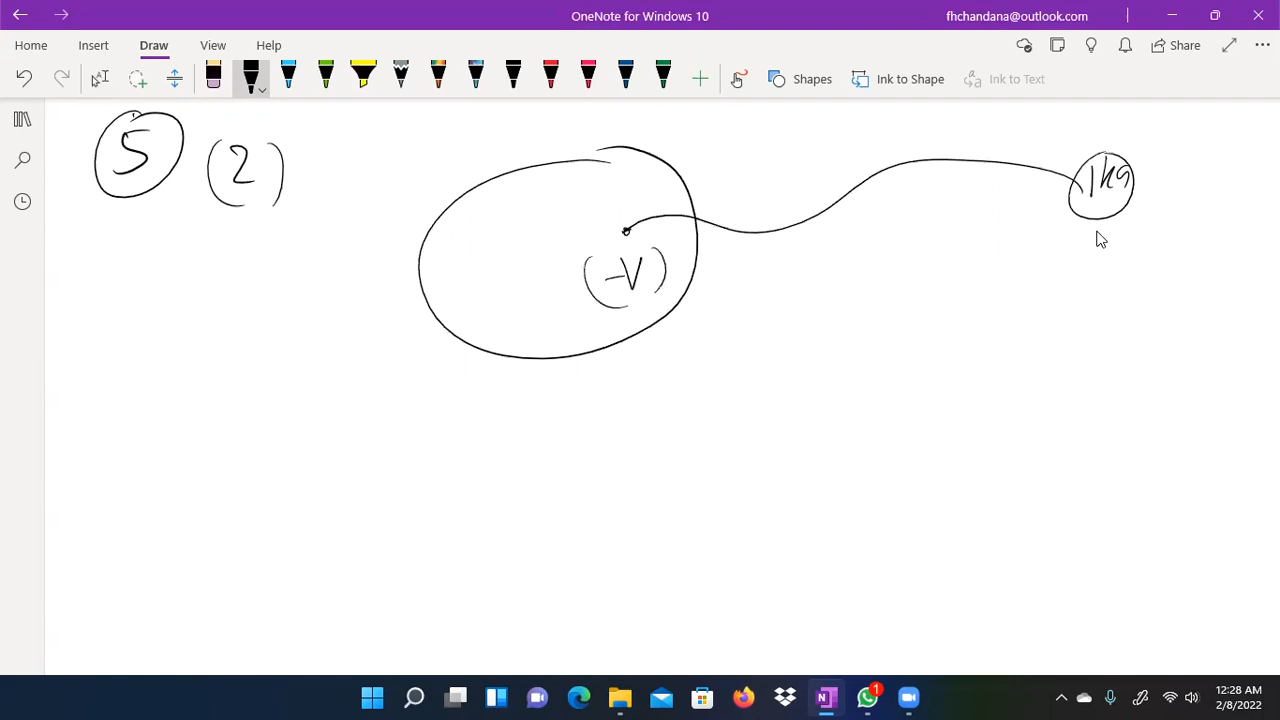 OneNote for Windows 10
fhchandana@outlook.com
Home Insert Draw View Help
Share
Shapes Ink to Shape Ink to Text
5 (2)
1kg
(-V)
1
12:28 AM
2/8/2022